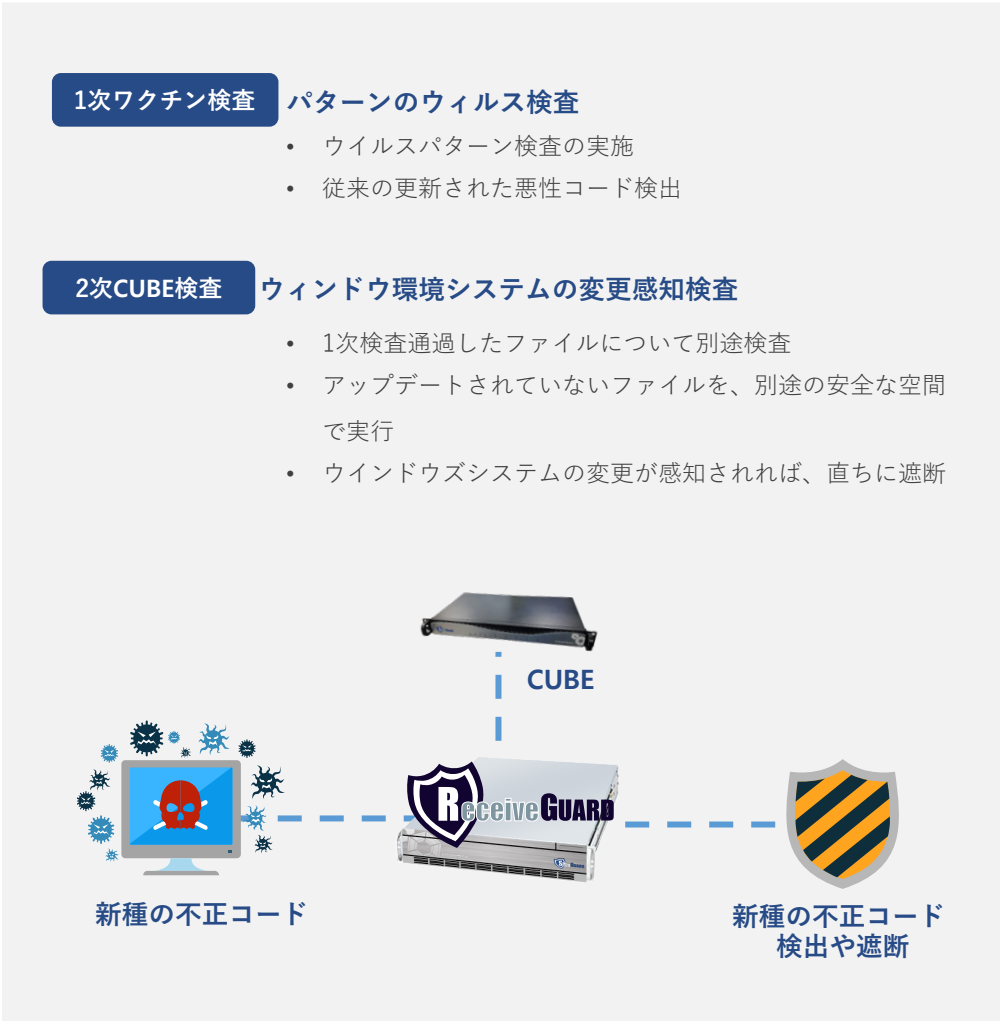 1次ワクチン検査 パターンのウィルス検査
• ウイルスパターン検査の実施
• 従来の更新された悪性コード検出
2次CUBE検査 ウィンドウ環境システムの変更感知検査
• 1次検査通過したファイルについて別途検査
• アップデートされていないファイルを、別途の安全な空間
で実行
• ウインドウズシステムの変更が感知されれば、直ちに遮断
CUBE
ReceiveGUARD
新種の不正コード
新種の不正コード
検出や遮断